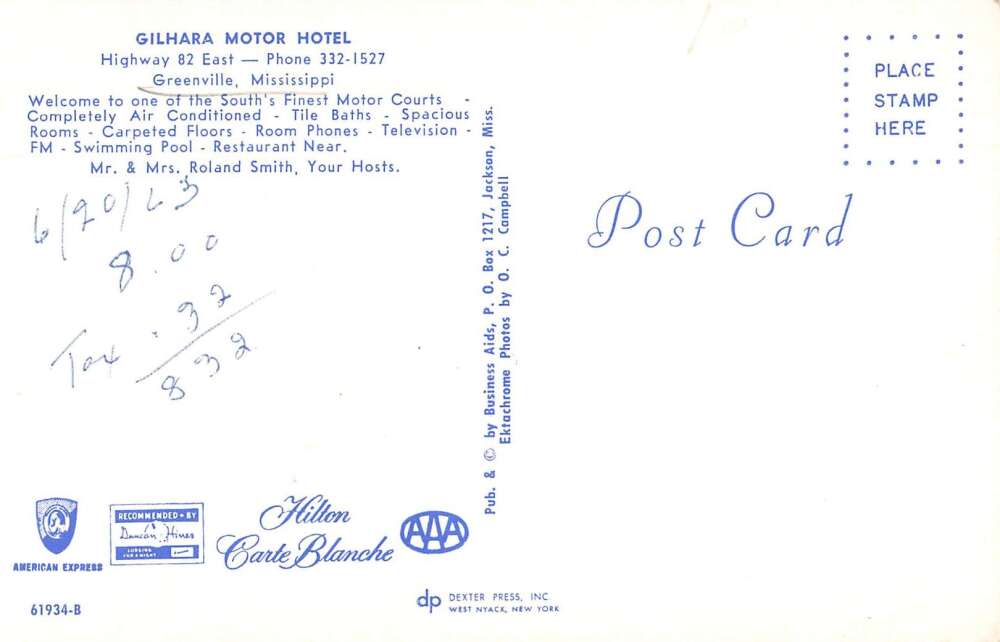 GILHARA MOTOR HOTEL
Highway 82 East — Phone 332-1527
Greenville, Mississippi
Welcome to one of the South's Finest Motor Courts -
Completely Air Conditioned - Tile Baths - Spacious
Rooms - Carpeted Floors - Room Phones - Television -
FM - Swimming Pool - Restaurant Near.
Mr. & Mrs. Roland Smith, Your Hosts.
6/20/63
8.00
Tax .32
832
AMERICAN EXPRESS
RECOMMENDED BY
Duncan Hines
LODGING
FOR A NIGHT
Hilton
Carte Blanche
AAA
61934-B
Pub. & © by Business Aids, P. O. Box 1217, Jackson, Miss.
Ektachrome Photos by O. C. Campbell
dp DEXTER PRESS, INC
WEST NYACK, NEW YORK
PLACE
STAMP
HERE
Post Card